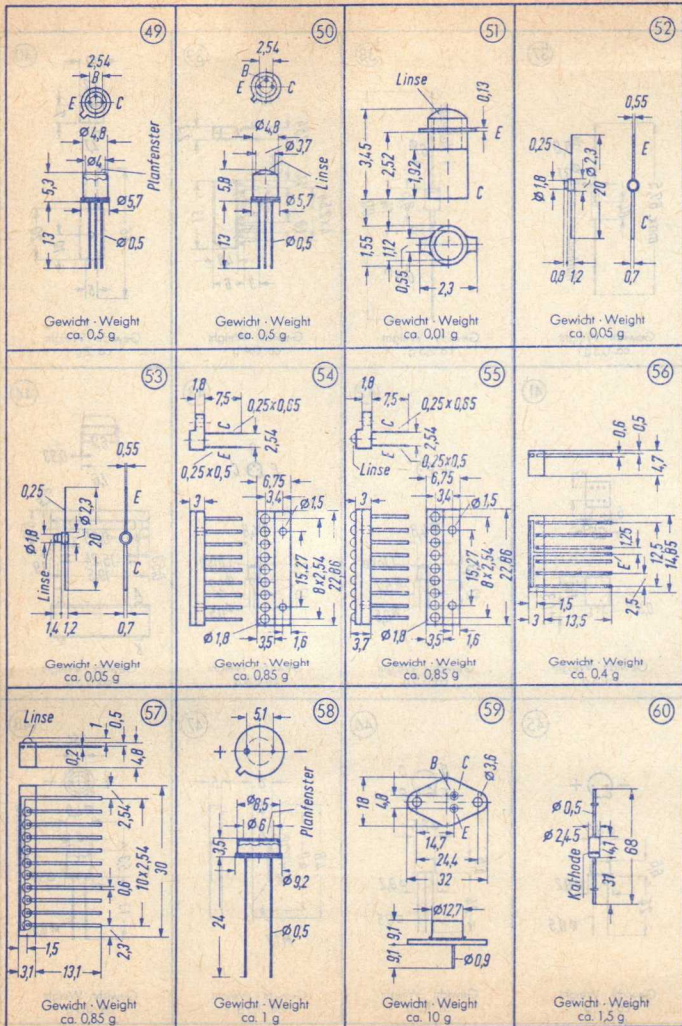 49
2,54
B
E
C
Ø4,8
Ø4
Planfenster
5,3
Ø5,7
13
Ø0,5
Gewicht · Weight
ca. 0,5 g
50
2,54
B
E
C
Ø4,8
Ø3,7
Linse
5,8
Ø5,7
13
Ø0,5
Gewicht · Weight
ca. 0,5 g
51
Linse
0,13
3,45
2,52
1,92
E
C
1,55
1,12
0,55
2,3
Gewicht · Weight
ca. 0,01 g
52
0,55
0,25
E
Ø2,3
Ø1,8
20
C
0,8
1,2
0,7
Gewicht · Weight
ca. 0,05 g
53
0,55
0,25
E
Ø2,3
Ø1,8
20
Linse
C
1,4
1,2
0,7
Gewicht · Weight
ca. 0,05 g
54
1,8
7,5
0,25x0,65
C
2,54
E
0,25x0,5
6,75
3
3,4
Ø1,5
15,27
8x2,54
22,86
Ø1,8
3,5
1,6
Gewicht · Weight
ca. 0,85 g
55
1,8
7,5
0,25x0,65
C
2,54
E
Linse
0,25x0,5
6,75
3
3,4
Ø1,5
15,27
8x2,54
22,86
3,7
Ø1,8
3,5
1,6
Gewicht · Weight
ca. 0,85 g
56
0,6
0,5
4,7
1,25
E
12,5
14,85
1,5
2,5
3
13,5
Gewicht · Weight
ca. 0,4 g
57
Linse
1
0,5
0,2
4,8
2,54
0,6
10x2,54
30
1,5
2,3
3,1
13,1
Gewicht · Weight
ca. 0,85 g
58
5,1
+
−
Ø8,5
Ø6
Planfenster
3,5
Ø9,2
24
Ø0,5
Gewicht · Weight
ca. 1 g
59
B
C
Ø3,6
18
4,8
E
14,7
24,4
32
Ø12,7
9,1
9,1
Ø0,9
Gewicht · Weight
ca. 10 g
60
Ø0,5
Ø2,45
4,1
68
Kathode
31
Gewicht · Weight
ca. 1,5 g